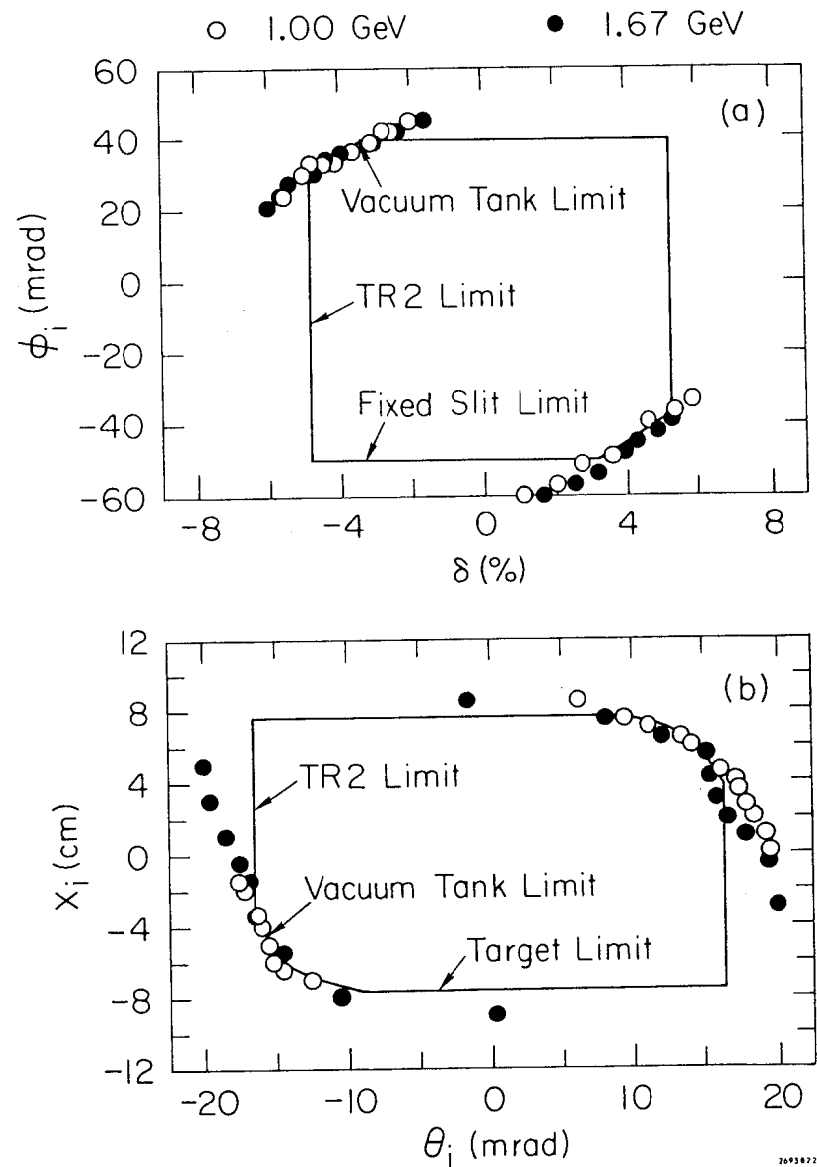 ○ 1.00 GeV ● 1.67 GeV
(a)
60
40
20
0
-20
-40
-60
ϕi (mrad)
Vacuum Tank Limit
TR2 Limit
Fixed Slit Limit
-8 -4 0 4 8
δ (%)
(b)
12
8
4
0
-4
-8
-12
Xi (cm)
TR2 Limit
Vacuum Tank Limit
Target Limit
-20 -10 0 10 20
θi (mrad)